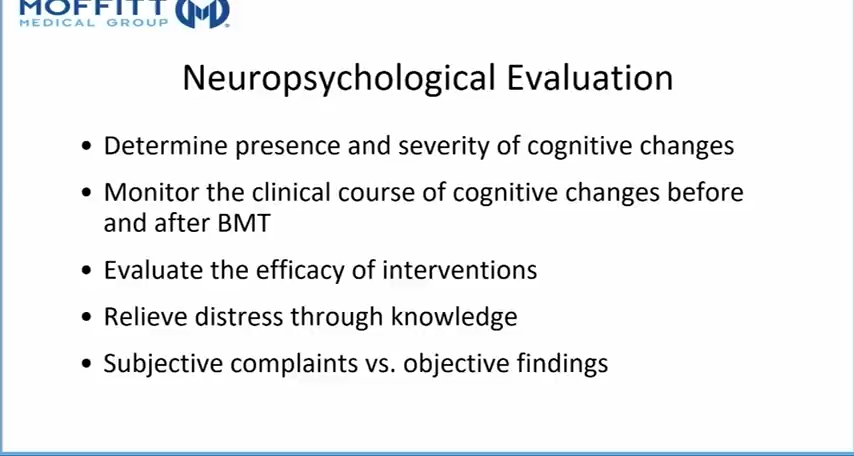 MOFFITT
MEDICAL GROUP
Neuropsychological Evaluation
• Determine presence and severity of cognitive changes
• Monitor the clinical course of cognitive changes before
and after BMT
• Evaluate the efficacy of interventions
• Relieve distress through knowledge
• Subjective complaints vs. objective findings